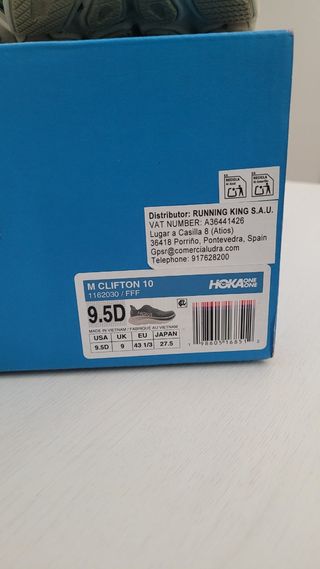 Distributor: RUNNING KING S.A.U.
VAT NUMBER: A36441426
Lugar a Casilla 8 (Atios)
36418 Porriño, Pontevedra, Spain
Gpsr@comercialudra.com
Telephone: 917628200
M CLIFTON 10
1162030 / FFF
HOKA ONE ONE
9.5D
MADE IN VIETNAM / FABRIQUÉ AU VIETNAM
USA UK EU JAPAN
9.5D 9 43 1/3 27.5